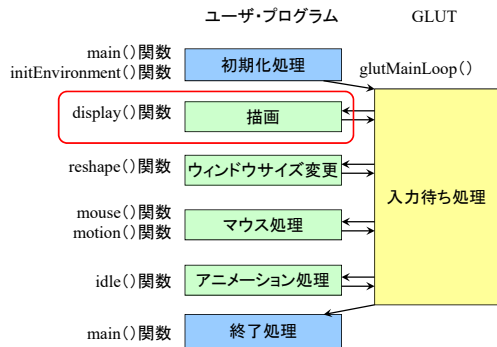 ユーザ・プログラム
GLUT
main()関数
initEnvironment()関数
初期化処理
glutMainLoop()
display()関数
描画
reshape()関数
ウィンドウサイズ変更
入力待ち処理
mouse()関数
motion()関数
マウス処理
idle()関数
アニメーション処理
main()関数
終了処理